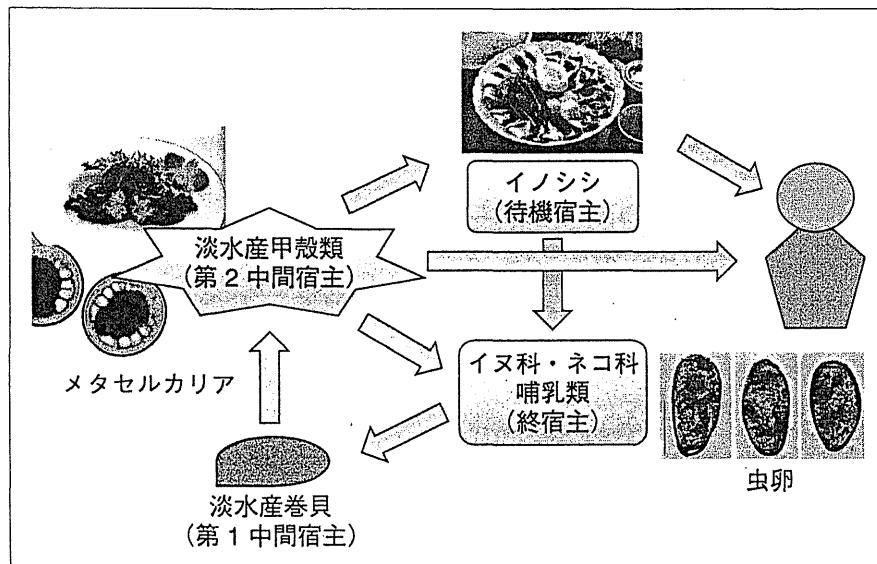 イノシシ
(待機宿主)
淡水産甲殻類
(第2中間宿主)
メタセルカリア
イヌ科・ネコ科
哺乳類
(終宿主)
虫卵
淡水産巻貝
(第1中間宿主)